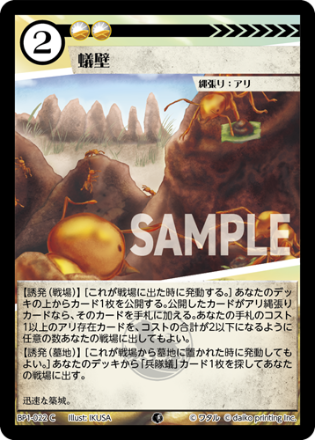 2
蟻壁
縄張り：アリ
SAMPLE
【誘発（戦場）】［これが戦場に出た時に発動する。］あなたのデッ
キの上からカード1枚を公開する。公開したカードがアリ縄張り
カードなら、そのカードを手札に加える。あなたの手札のコスト
1以上のアリ存在カードを、コストの合計が2以下になるように
任意の数あなたの戦場に出してもよい。
【誘発（墓地）】［これが戦場から墓地に置かれた時に発動しても
よい。］あなたのデッキから「兵隊蟻」カード1枚を探してあなた
の戦場に出す。
迅速な築城。
BP1-022 C Illust: IKUSA © ワタル © daiko printing inc.